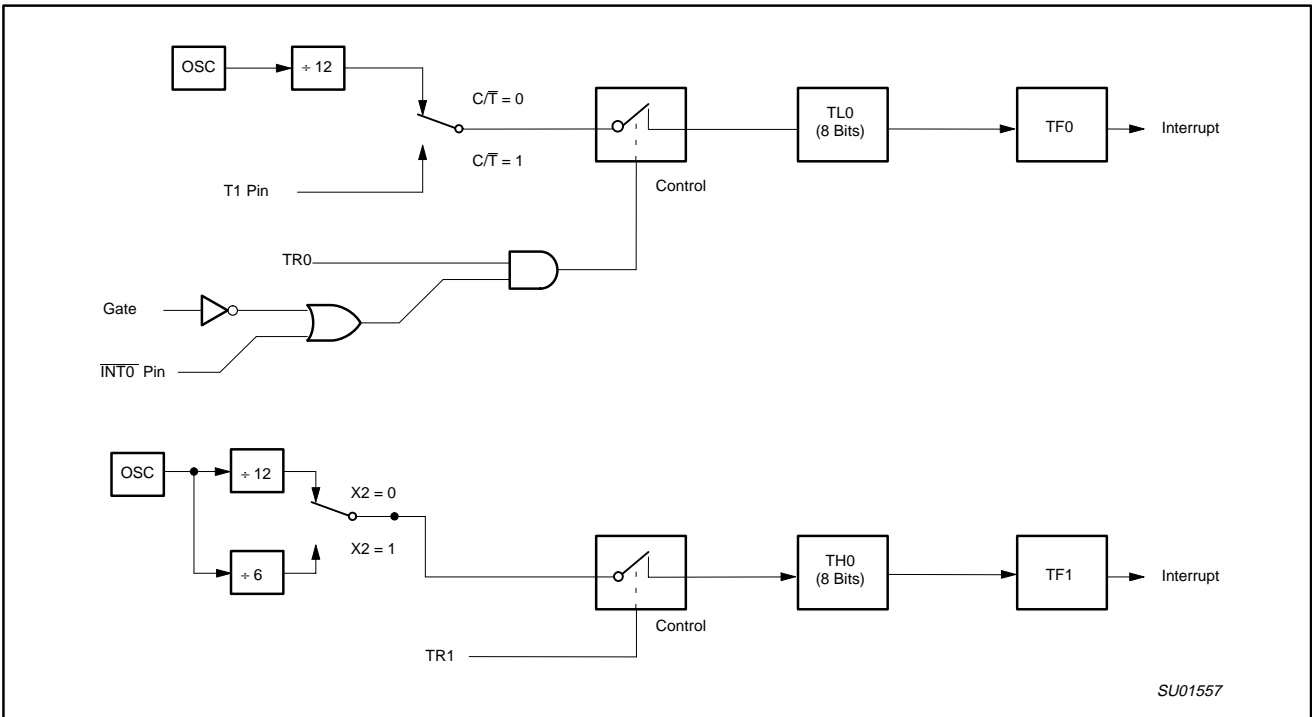 OSC
÷ 12
C/T̅ = 0
C/T̅ = 1
T1 Pin
Control
TL0
(8 Bits)
TF0
Interrupt
TR0
Gate
I̅N̅T̅0̅ Pin
OSC
÷ 12
÷ 6
X2 = 0
X2 = 1
Control
TH0
(8 Bits)
TF1
Interrupt
TR1
SU01557